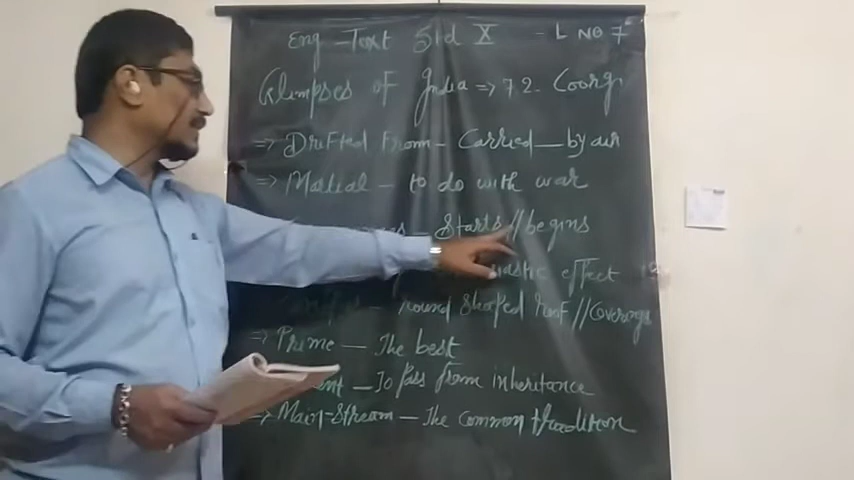 Eng - Text Std X - L No 7
Glimpses of India => 7.2. Coorg
=> Drifted From - Carried - by air
=> Martial - to do with war
- Starts // begins
effect
- round shaped roof // Coverings
=> Prime - The best
- To pass from inheritance
=> Main-Stream - The common tradition